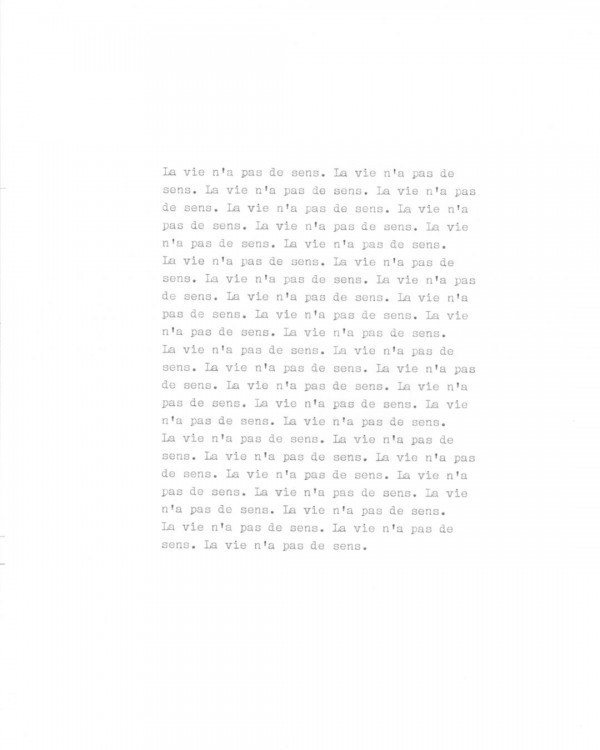 La vie n'a pas de sens. La vie n'a pas de
sens. La vie n'a pas de sens. La vie n'a pas
de sens. La vie n'a pas de sens. La vie n'a
pas de sens. La vie n'a pas de sens. La vie
n'a pas de sens. La vie n'a pas de sens.
La vie n'a pas de sens. La vie n'a pas de
sens. La vie n'a pas de sens. La vie n'a pas
de sens. La vie n'a pas de sens. La vie n'a
pas de sens. La vie n'a pas de sens. La vie
n'a pas de sens. La vie n'a pas de sens.
La vie n'a pas de sens. La vie n'a pas de
sens. La vie n'a pas de sens. La vie n'a pas
de sens. La vie n'a pas de sens. La vie n'a
pas de sens. La vie n'a pas de sens. La vie
n'a pas de sens. La vie n'a pas de sens.
La vie n'a pas de sens. La vie n'a pas de
sens. La vie n'a pas de sens. La vie n'a pas
de sens. La vie n'a pas de sens. La vie n'a
pas de sens. La vie n'a pas de sens. La vie
n'a pas de sens. La vie n'a pas de sens.
La vie n'a pas de sens. La vie n'a pas de
sens. La vie n'a pas de sens.